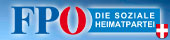 FPÖ
DIE SOZIALE
HEIMATPARTEI